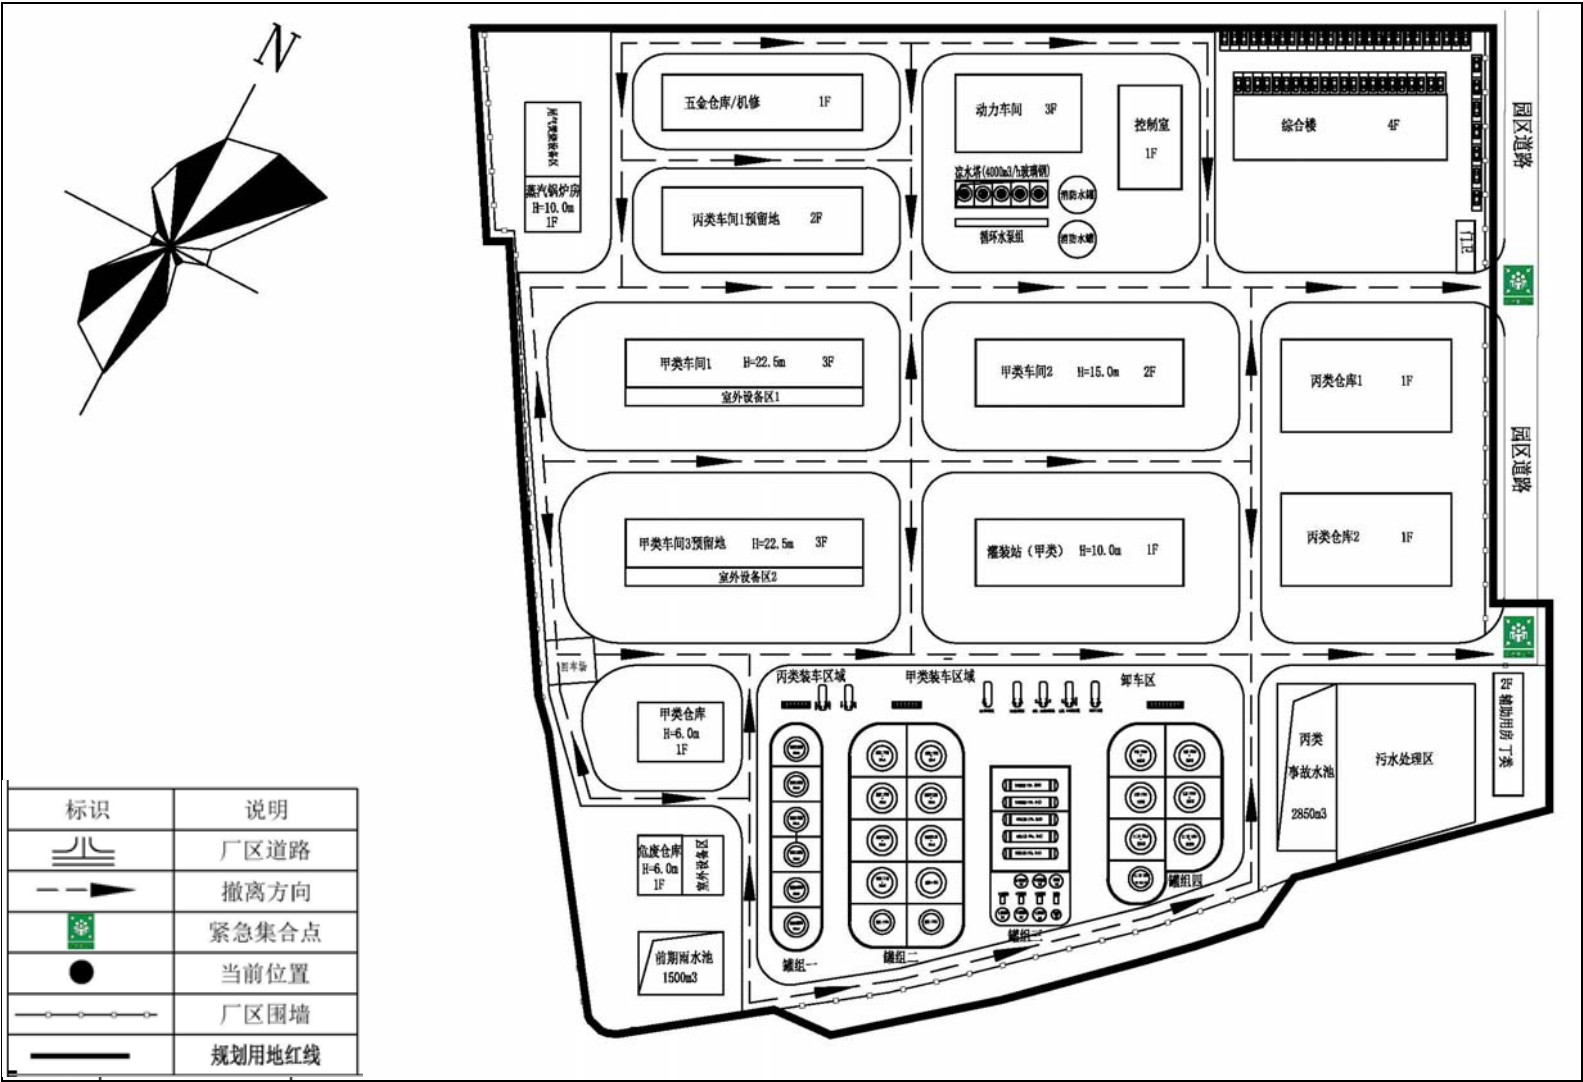 N
五金仓库/机修 1F
动力车间 3F
控制室
1F
综合楼 4F
园区道路
蒸汽锅炉房
H=10.0m
1F
凉水塔(4000m3/h玻璃钢)
消防水罐
丙类车间1预留地 2F
循环水泵组
消防水罐
门卫
甲类车间1 H=22.5m 3F
室外设备区1
甲类车间2 H=15.0m 2F
丙类仓库1 1F
园区道路
甲类车间3预留地 H=22.5m 3F
室外设备区2
灌装站（甲类） H=10.0m 1F
丙类仓库2 1F
丙类装车区域
甲类装车区域
卸车区
2F 辅助用房 丁类
甲类仓库
H=6.0m
1F
丙类
事故水池
2850m3
污水处理区
危废仓库
H=6.0m
1F
室外设备区
罐组四
罐组三
前期雨水池
1500m3
罐组一
罐组二
标识 说明
厂区道路
撤离方向
紧急集合点
当前位置
厂区围墙
规划用地红线